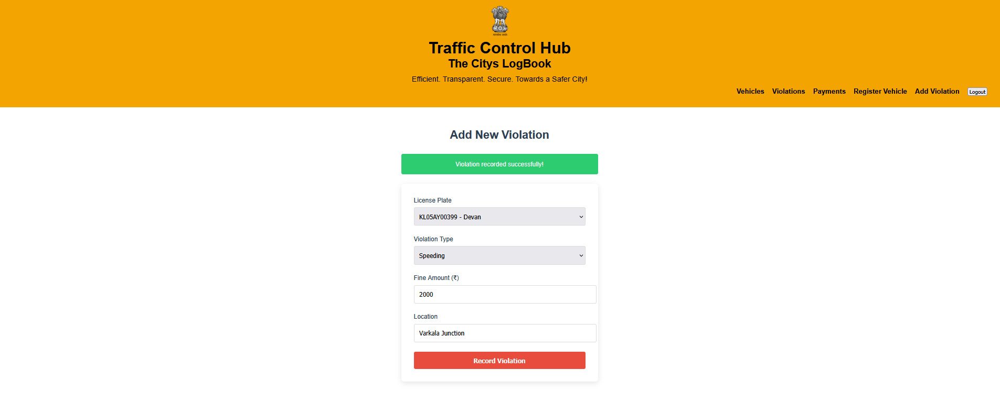 Traffic Control Hub
The Citys LogBook
Efficient. Transparent. Secure. Towards a Safer City!
Vehicles Violations Payments Register Vehicle Add Violation Logout
Add New Violation
Violation recorded successfully!
License Plate
KL05AY00399 - Devan
Violation Type
Speeding
Fine Amount (₹)
2000
Location
Varkala Junction
Record Violation